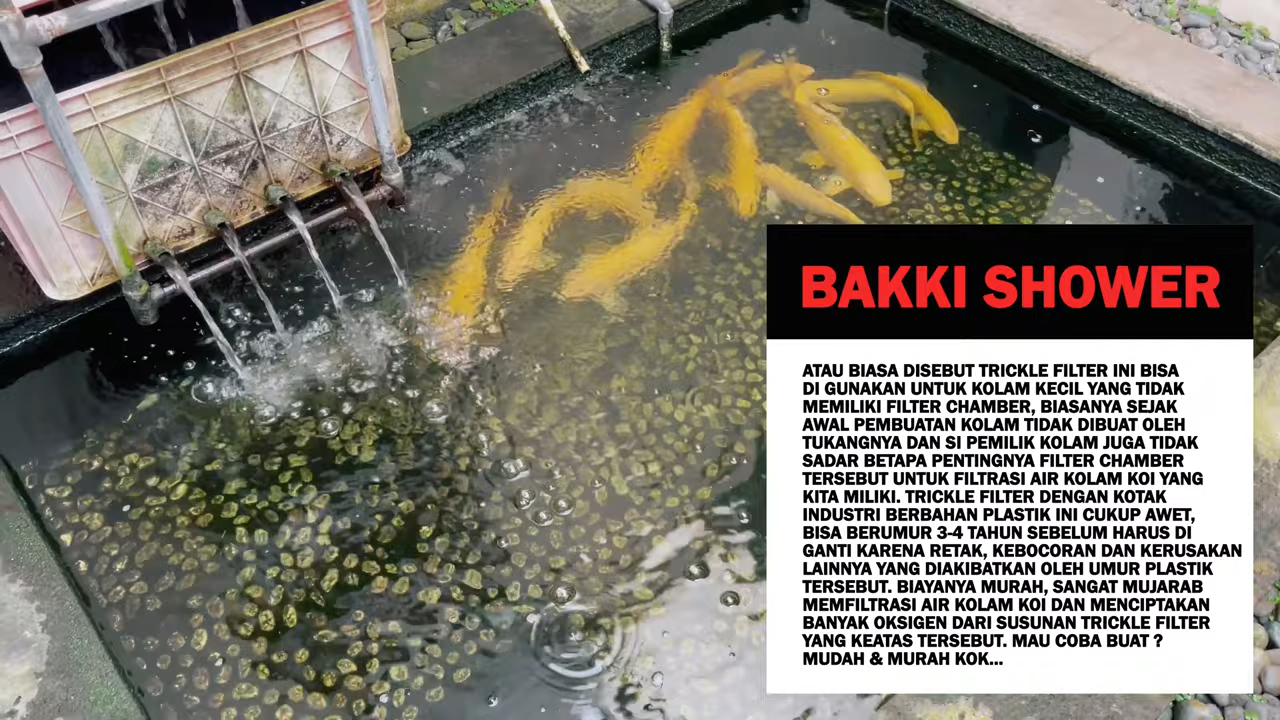 BAKKI SHOWER
ATAU BIASA DISEBUT TRICKLE FILTER INI BISA
DI GUNAKAN UNTUK KOLAM KECIL YANG TIDAK
MEMILIKI FILTER CHAMBER, BIASANYA SEJAK
AWAL PEMBUATAN KOLAM TIDAK DIBUAT OLEH
TUKANGNYA DAN SI PEMILIK KOLAM JUGA TIDAK
SADAR BETAPA PENTINGNYA FILTER CHAMBER
TERSEBUT UNTUK FILTRASI AIR KOLAM KOI YANG
KITA MILIKI. TRICKLE FILTER DENGAN KOTAK
INDUSTRI BERBAHAN PLASTIK INI CUKUP AWET,
BISA BERUMUR 3-4 TAHUN SEBELUM HARUS DI
GANTI KARENA RETAK, KEBOCORAN DAN KERUSAKAN
LAINNYA YANG DIAKIBATKAN OLEH UMUR PLASTIK
TERSEBUT. BIAYANYA MURAH, SANGAT MUJARAB
MEMFILTRASI AIR KOLAM KOI DAN MENCIPTAKAN
BANYAK OKSIGEN DARI SUSUNAN TRICKLE FILTER
YANG KEATAS TERSEBUT. MAU COBA BUAT ?
MUDAH & MURAH KOK...